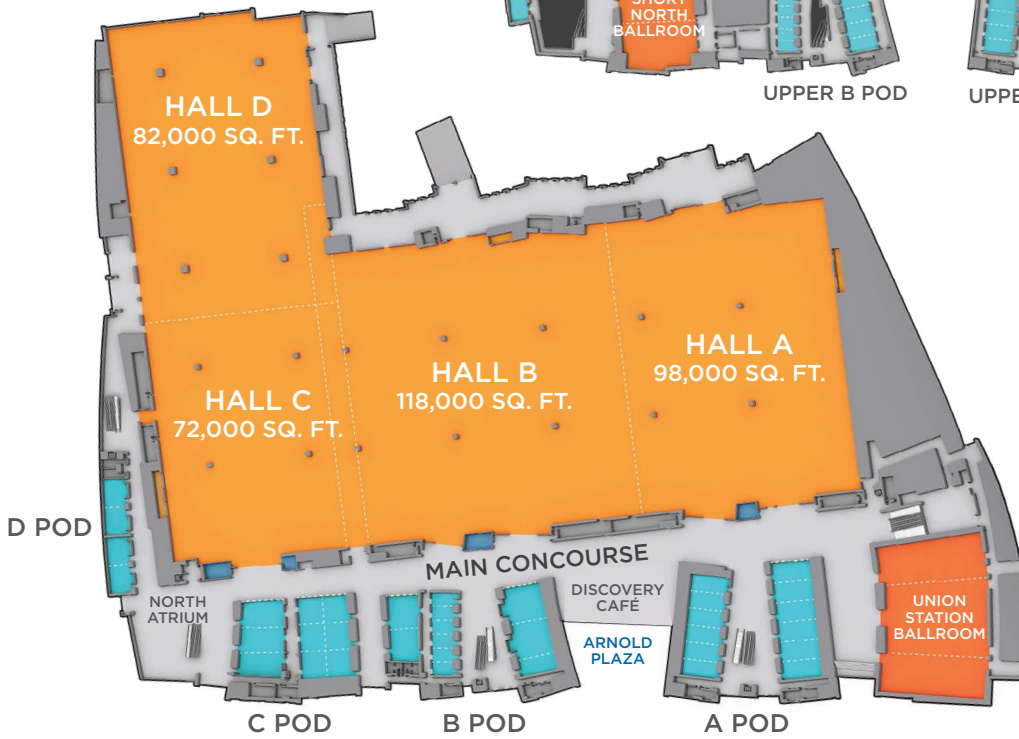 SHORT
NORTH
BALLROOM
UPPER B POD
HALL D
82,000 SQ. FT.
HALL A
98,000 SQ. FT.
HALL B
118,000 SQ. FT.
HALL C
72,000 SQ. FT.
D POD
MAIN CONCOURSE
NORTH
ATRIUM
DISCOVERY
CAFÉ
ARNOLD
PLAZA
UNION
STATION
BALLROOM
C POD
B POD
A POD